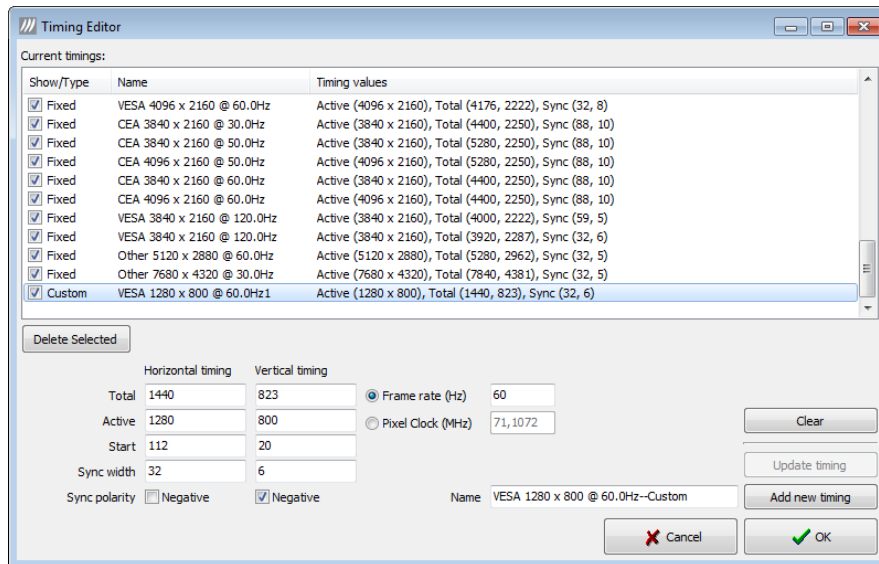 Timing Editor
Current timings:
Show/Type Name Timing values
Fixed VESA 4096 x 2160 @ 60.0Hz Active (4096 x 2160), Total (4176, 2222), Sync (32, 8)
Fixed CEA 3840 x 2160 @ 30.0Hz Active (3840 x 2160), Total (4400, 2250), Sync (88, 10)
Fixed CEA 3840 x 2160 @ 50.0Hz Active (3840 x 2160), Total (5280, 2250), Sync (88, 10)
Fixed CEA 4096 x 2160 @ 50.0Hz Active (4096 x 2160), Total (5280, 2250), Sync (88, 10)
Fixed CEA 3840 x 2160 @ 60.0Hz Active (3840 x 2160), Total (4400, 2250), Sync (88, 10)
Fixed CEA 4096 x 2160 @ 60.0Hz Active (4096 x 2160), Total (4400, 2250), Sync (88, 10)
Fixed VESA 3840 x 2160 @ 120.0Hz Active (3840 x 2160), Total (4000, 2222), Sync (59, 5)
Fixed VESA 3840 x 2160 @ 120.0Hz Active (3840 x 2160), Total (3920, 2287), Sync (32, 6)
Fixed Other 5120 x 2880 @ 60.0Hz Active (5120 x 2880), Total (5280, 2962), Sync (32, 5)
Fixed Other 7680 x 4320 @ 30.0Hz Active (7680 x 4320), Total (7840, 4381), Sync (32, 5)
Custom VESA 1280 x 800 @ 60.0Hz1 Active (1280 x 800), Total (1440, 823), Sync (32, 6)
Delete Selected
Horizontal timing Vertical timing
Total 1440 823 Frame rate (Hz) 60
Active 1280 800 Pixel Clock (MHz) 71,1072 Clear
Start 112 20
Sync width 32 6 Update timing
Sync polarity Negative Negative Name VESA 1280 x 800 @ 60.0Hz--Custom Add new timing
Cancel OK